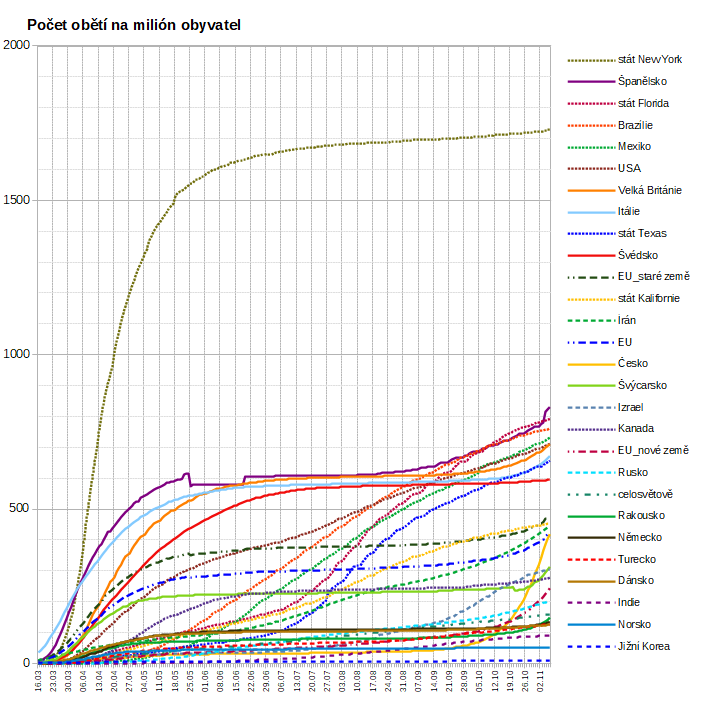 Počet obětí na milión obyvatel
2000
1500
1000
500
0
stát NewYork
Španělsko
stát Florida
Brazílie
Mexiko
USA
Velká Británie
Itálie
stát Texas
Švédsko
EU_staré země
stát Kalifornie
Írán
EU
Česko
Švýcarsko
Izrael
Kanada
EU_nové země
Rusko
celosvětově
Rakousko
Německo
Turecko
Dánsko
Indie
Norsko
Jižní Korea
16.03
23.03
30.03
06.04
13.04
20.04
27.04
04.05
11.05
18.05
25.05
01.06
08.06
15.06
22.06
29.06
06.07
13.07
20.07
27.07
03.08
10.08
17.08
24.08
31.08
07.09
14.09
21.09
28.09
05.10
12.10
19.10
26.10
02.11